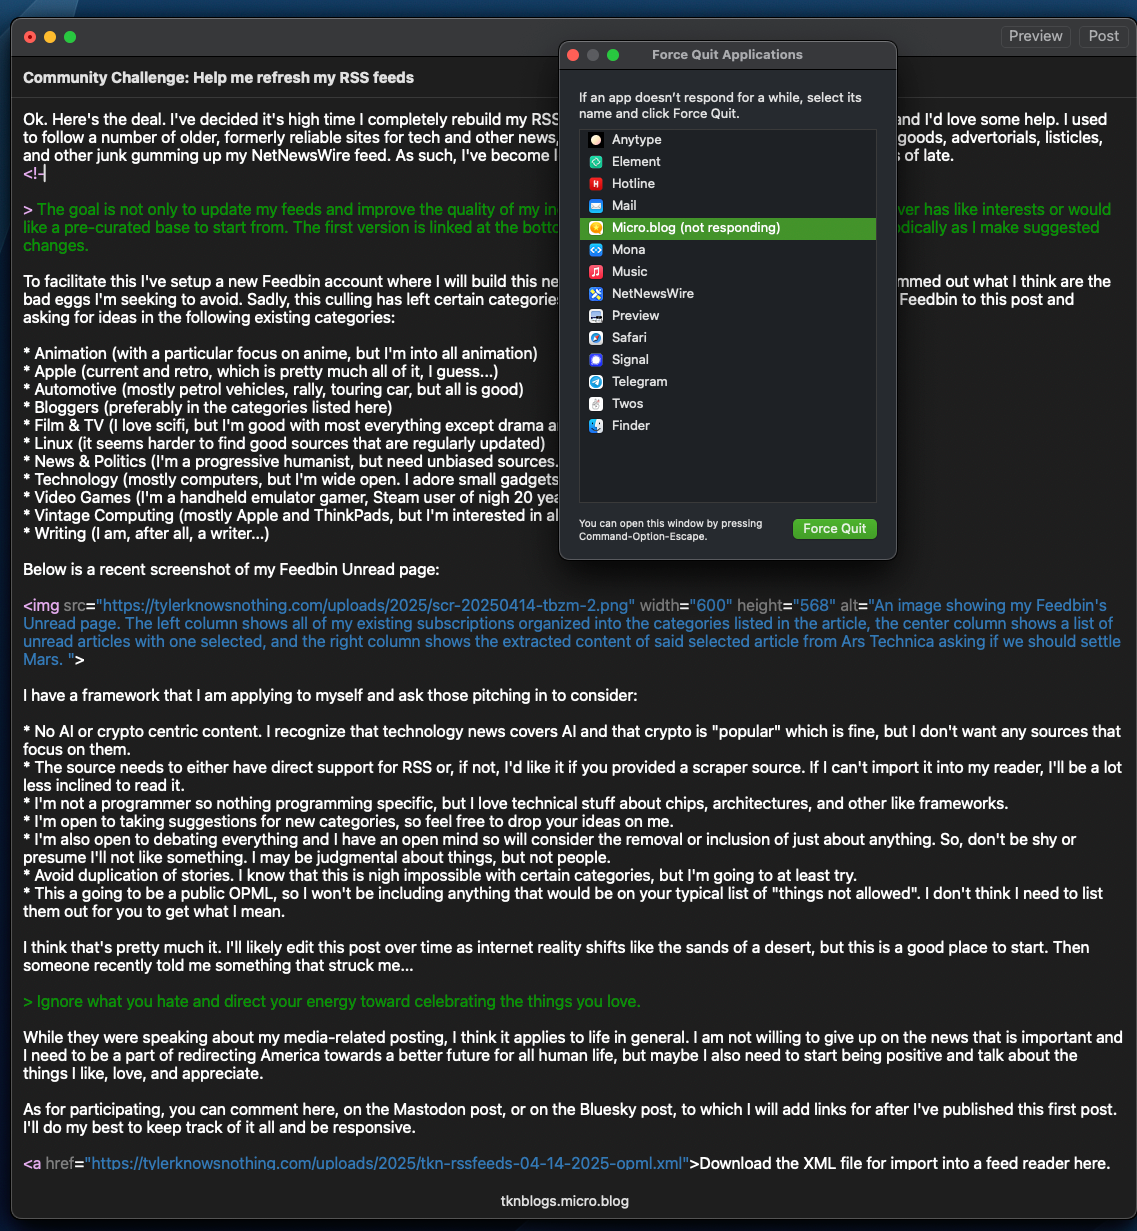 Preview Post
Community Challenge: Help me refresh my RSS feeds
Ok. Here's the deal. I've decided it's high time I completely rebuild my RSS and I'd love some help. I used
to follow a number of older, formerly reliable sites for tech and other news, goods, advertorials, listicles,
and other junk gumming up my NetNewsWire feed. As such, I've become of late.
<!-
> The goal is not only to update my feeds and improve the quality of my has like interests or would
like a pre-curated base to start from. The first version is linked at the as I make suggested
changes.
To facilitate this I've setup a new Feedbin account where I will build this out what I think are the
bad eggs I'm seeking to avoid. Sadly, this culling has left certain Feedbin to this post and
asking for ideas in the following existing categories:
* Animation (with a particular focus on anime, but I'm into all animation)
* Apple (current and retro, which is pretty much all of it, I guess...)
* Automotive (mostly petrol vehicles, rally, touring car, but all is good)
* Bloggers (preferably in the categories listed here)
* Film & TV (I love scifi, but I'm good with most everything except drama
* Linux (it seems harder to find good sources that are regularly updated)
* News & Politics (I'm a progressive humanist, but need unbiased sources.
* Technology (mostly computers, but I'm wide open. I adore small gadgets
* Video Games (I'm a handheld emulator gamer, Steam user of nigh 20
* Vintage Computing (mostly Apple and ThinkPads, but I'm interested in
* Writing (I am, after all, a writer...)
Below is a recent screenshot of my Feedbin Unread page:
<img src="https://tylerknowsnothing.com/uploads/2025/scr-20250414-tbzm-2.png" width="600" height="568" alt="An image showing my Feedbin's
Unread page. The left column shows all of my existing subscriptions organized into the categories listed in the article, the center column shows a list of
unread articles with one selected, and the right column shows the extracted content of said selected article from Ars Technica asking if we should settle
Mars. ">
I have a framework that I am applying to myself and ask those pitching in to consider:
* No AI or crypto centric content. I recognize that technology news covers AI and that crypto is "popular" which is fine, but I don't want any sources that
focus on them.
* The source needs to either have direct support for RSS or, if not, I'd like it if you provided a scraper source. If I can't import it into my reader, I'll be a lot
less inclined to read it.
* I'm not a programmer so nothing programming specific, but I love technical stuff about chips, architectures, and other like frameworks.
* I'm open to taking suggestions for new categories, so feel free to drop your ideas on me.
* I'm also open to debating everything and I have an open mind so will consider the removal or inclusion of just about anything. So, don't be shy or
presume I'll not like something. I may be judgmental about things, but not people.
* Avoid duplication of stories. I know that this is nigh impossible with certain categories, but I'm going to at least try.
* This a going to be a public OPML, so I won't be including anything that would be on your typical list of "things not allowed". I don't think I need to list
them out for you to get what I mean.
I think that's pretty much it. I'll likely edit this post over time as internet reality shifts like the sands of a desert, but this is a good place to start. Then
someone recently told me something that struck me...
> Ignore what you hate and direct your energy toward celebrating the things you love.
While they were speaking about my media-related posting, I think it applies to life in general. I am not willing to give up on the news that is important and
I need to be a part of redirecting America towards a better future for all human life, but maybe I also need to start being positive and talk about the
things I like, love, and appreciate.
As for participating, you can comment here, on the Mastodon post, or on the Bluesky post, to which I will add links for after I've published this first post.
I'll do my best to keep track of it all and be responsive.
<a href="https://tylerknowsnothing.com/uploads/2025/tkn-rssfeeds-04-14-2025-opml.xml">Download the XML file for import into a feed reader here.
tknblogs.micro.blog
Force Quit Applications
If an app doesn't respond for a while, select its
name and click Force Quit.
Anytype
Element
Hotline
Mail
Micro.blog (not responding)
Mona
Music
NetNewsWire
Preview
Safari
Signal
Telegram
Twos
Finder
You can open this window by pressing
Command-Option-Escape.
Force Quit